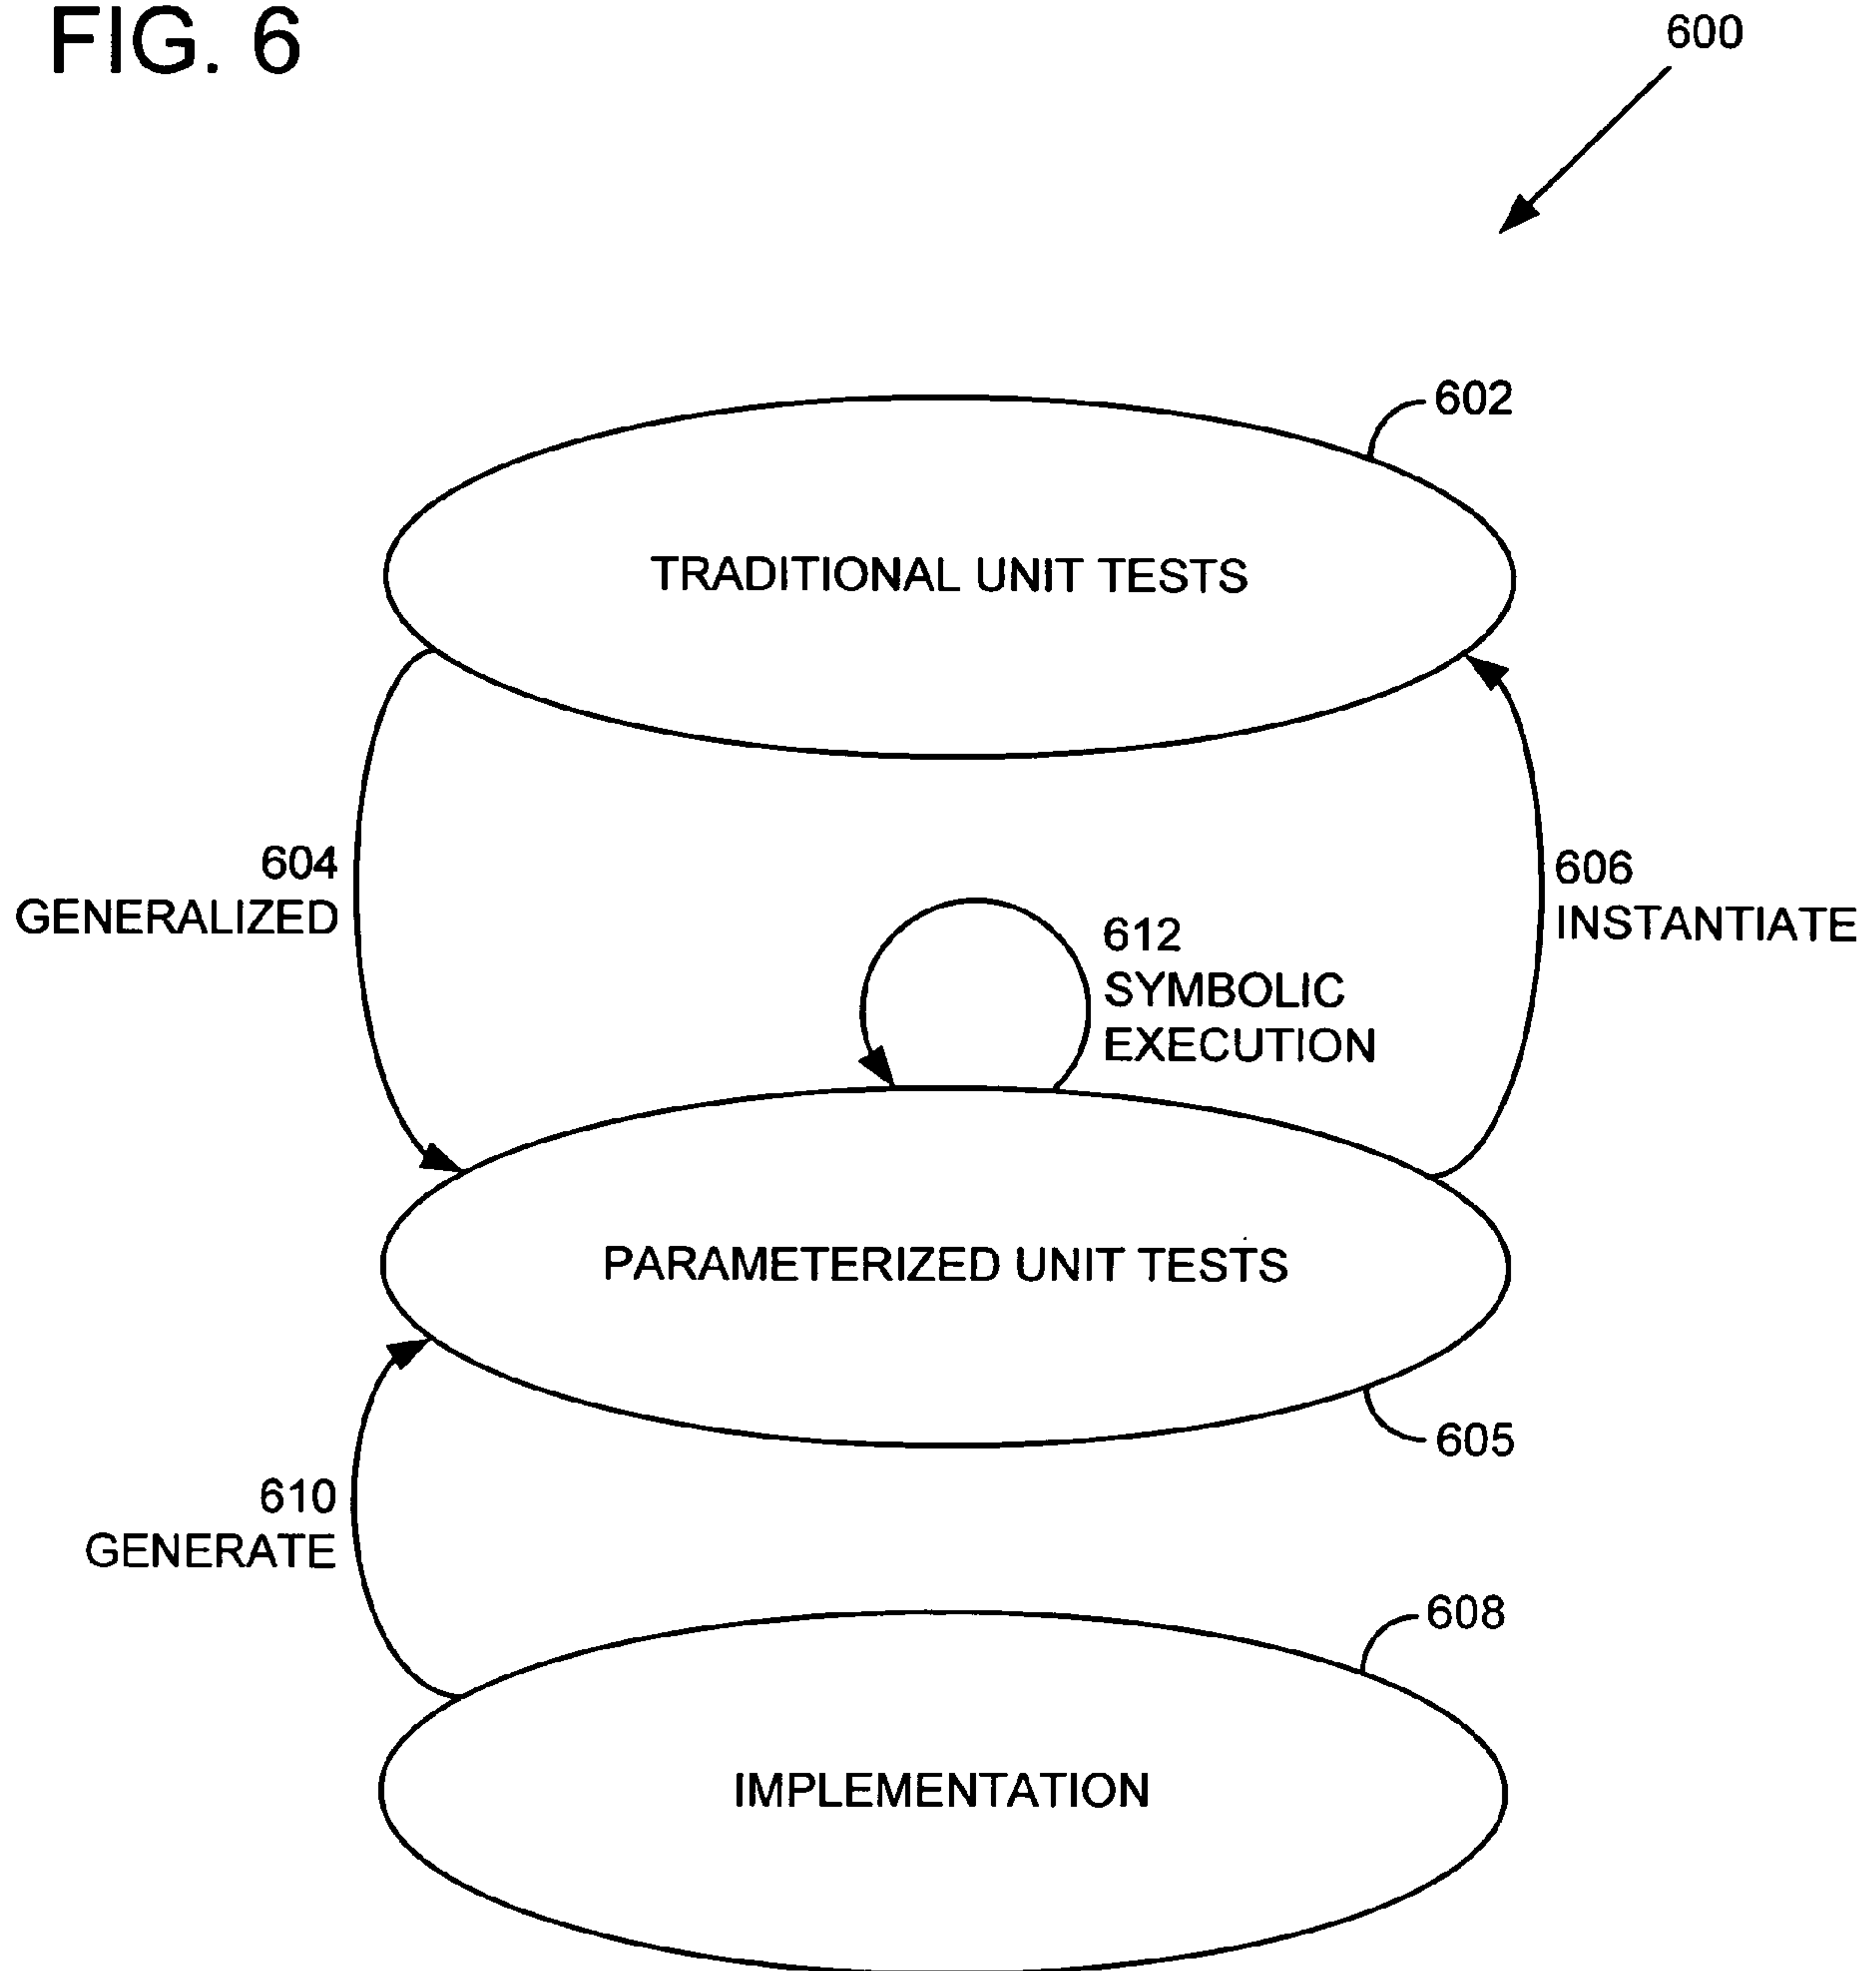 FIG. 6
600
602
TRADITIONAL UNIT TESTS
604
GENERALIZED
606
INSTANTIATE
612
SYMBOLIC
EXECUTION
PARAMETERIZED UNIT TESTS
605
610
GENERATE
608
IMPLEMENTATION